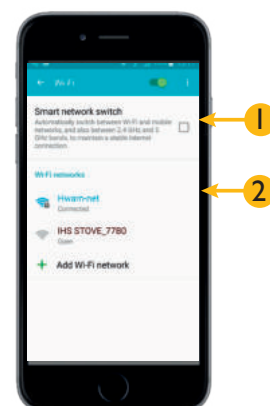 Wi-Fi
Smart network switch
Automatically switch between Wi-Fi and mobile
networks, and also between 2.4 GHz and 5
GHz bands, to maintain a stable internet
connection.
1
Wi-Fi networks
2
Hwam-net
Connected
IHS STOVE_7780
Open
+ Add Wi-Fi network